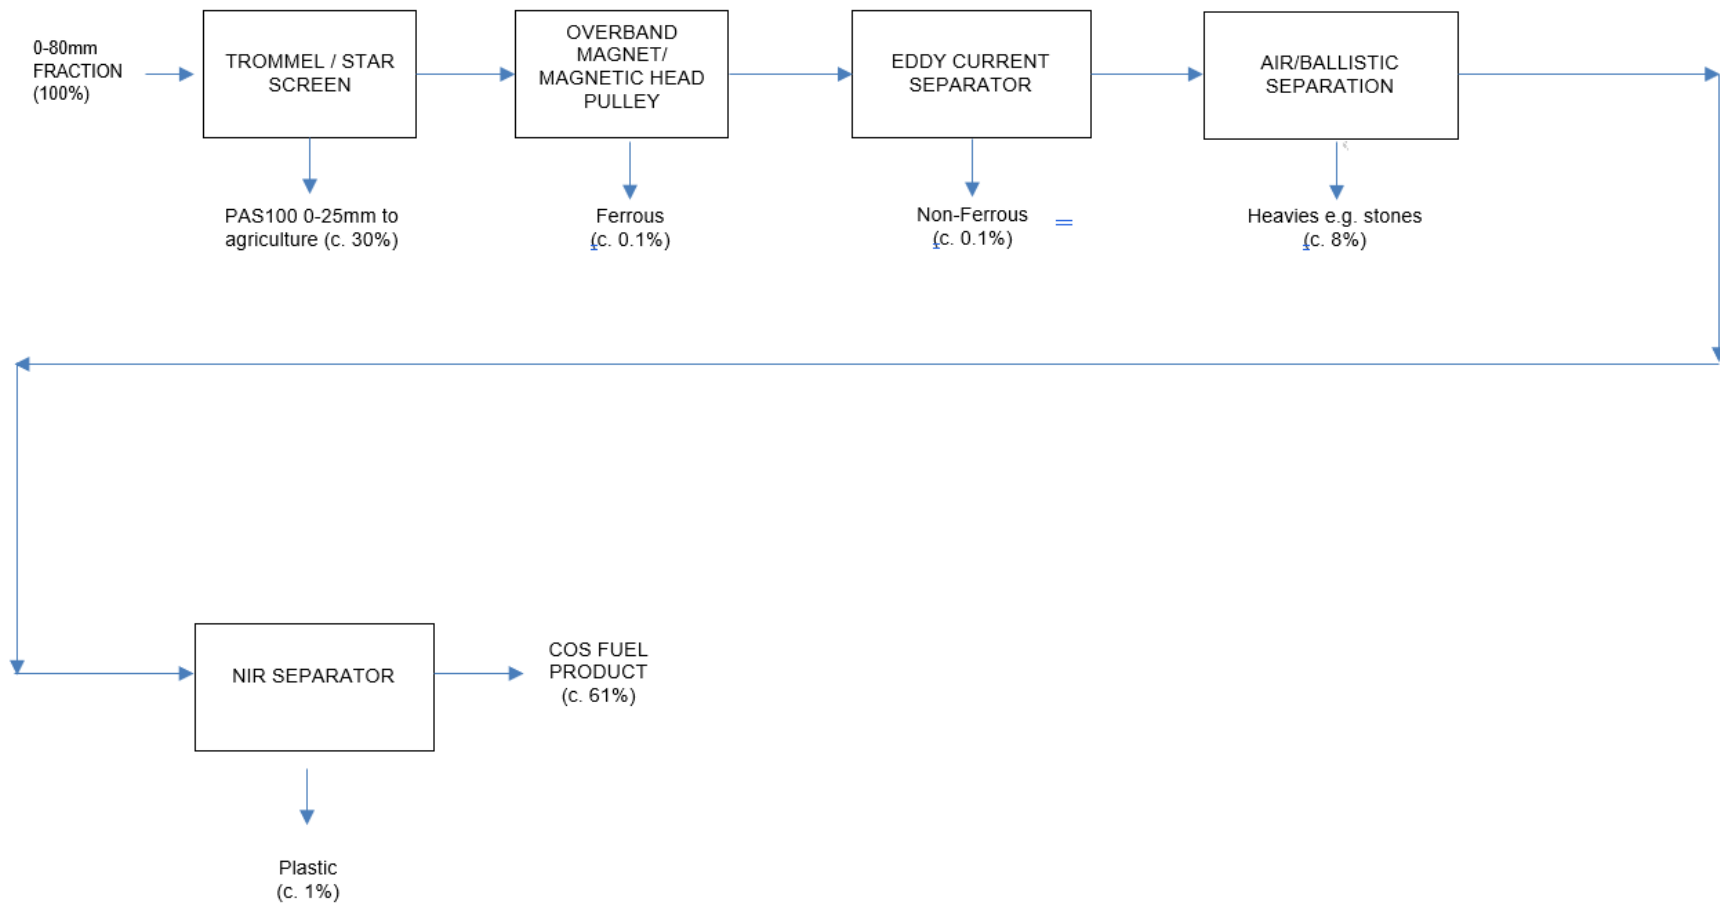 0-80mm
FRACTION
(100%)
TROMMEL / STAR
SCREEN
OVERBAND
MAGNET/
MAGNETIC HEAD
PULLEY
EDDY CURRENT
SEPARATOR
AIR/BALLISTIC
SEPARATION
PAS100 0-25mm to
agriculture (c. 30%)
Ferrous
(c. 0.1%)
Non-Ferrous
(c. 0.1%)
Heavies e.g. stones
(c. 8%)
NIR SEPARATOR
COS FUEL
PRODUCT
(c. 61%)
Plastic
(c. 1%)